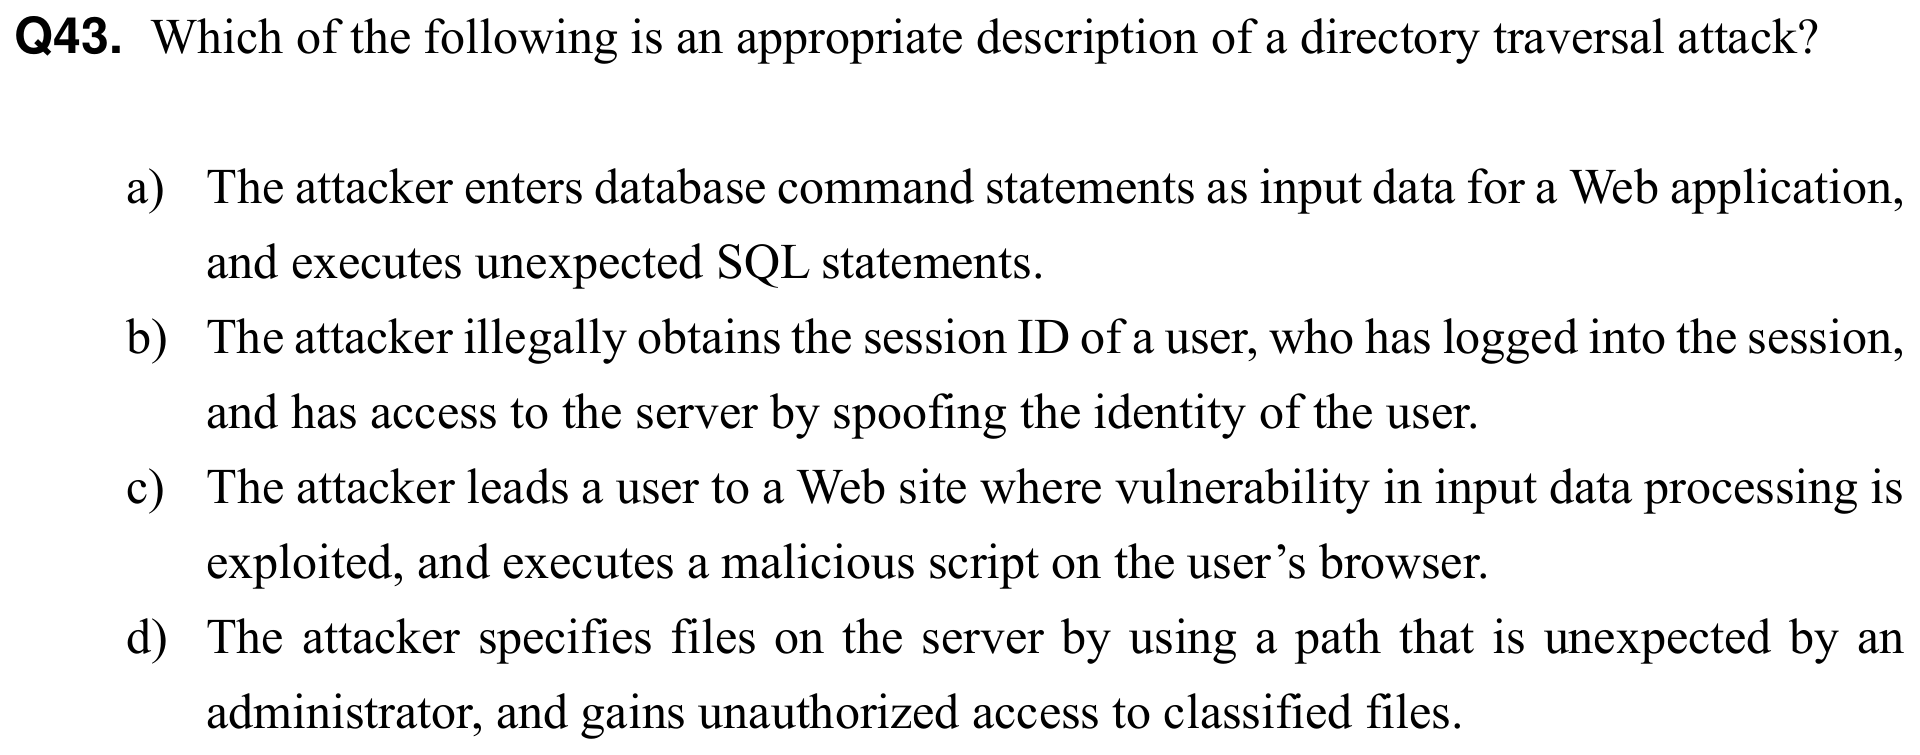 Q43. Which of the following is an appropriate description of a directory traversal attack?
a) The attacker enters database command statements as input data for a Web application,
and executes unexpected SQL statements.
b) The attacker illegally obtains the session ID of a user, who has logged into the session,
and has access to the server by spoofing the identity of the user.
c) The attacker leads a user to a Web site where vulnerability in input data processing is
exploited, and executes a malicious script on the user’s browser.
d) The attacker specifies files on the server by using a path that is unexpected by an
administrator, and gains unauthorized access to classified files.